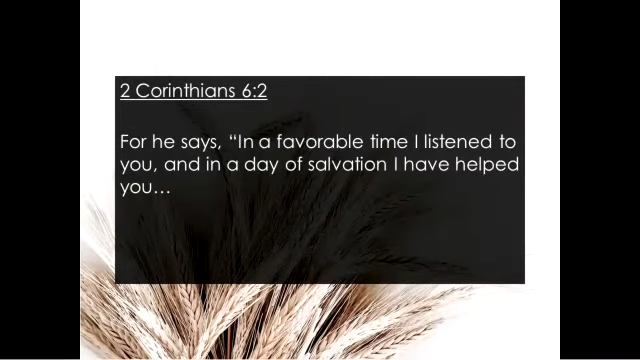 2 Corinthians 6:2
For he says, “In a favorable time I listened to
you, and in a day of salvation I have helped
you…